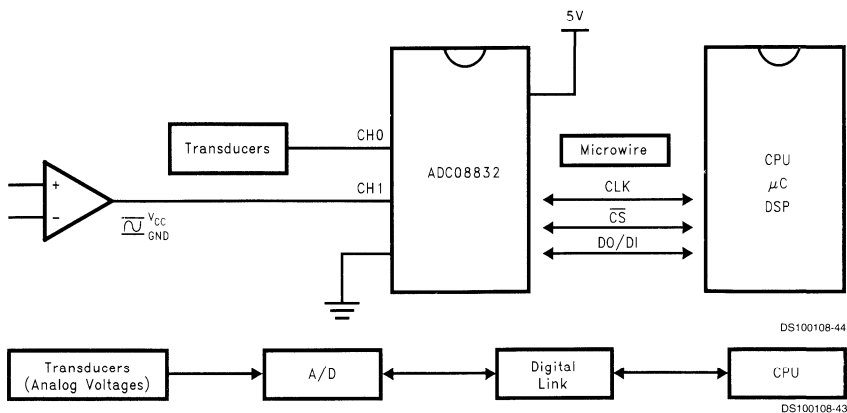 5V
CH0
Transducers
Microwire
ADC08832
CPU
µC
DSP
CH1
CLK
+
−
VCC
GND
CS
DO/DI
DS100108-44
Transducers
(Analog Voltages)
A/D
Digital
Link
CPU
DS100108-43